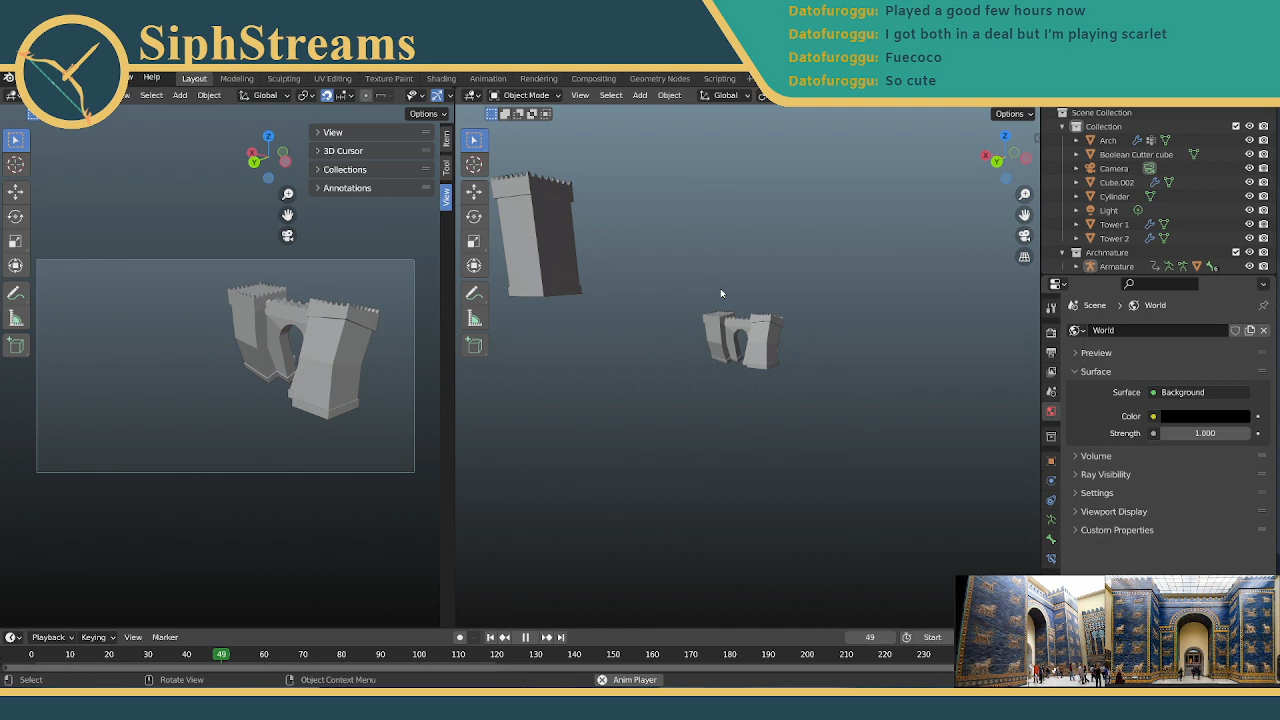 SiphStreams
Datofuroggu: Played a good few hours now
Datofuroggu: I got both in a deal but I'm playing scarlet
Datofuroggu: Fuecoco
Datofuroggu: So cute
Help Layout Modeling Sculpting UV Editing Texture Paint Shading Animation Rendering Compositing Geometry Nodes Scripting
Select Add Object Global
Object Mode View Select Add Object Global
Options
Options
View
3D Cursor
Collections
Annotations
Item
Tool
View
X
Y
Z
X
Y
Z
Scene Collection
Collection
Arch
Boolean Cutter cube
Camera
Cube.002
Cylinder
Light
Tower 1
Tower 2
Archmature
Armature
Scene World
World
Preview
Surface
Surface Background
Color
Strength 1.000
Volume
Ray Visibility
Settings
Viewport Display
Custom Properties
Playback Keying View Marker
49 Start
0 10 20 30 40 49 60 70 80 90 100 110 120 130 140 150 160 170 180 190 200 210 220 230
Select Rotate View Object Context Menu Anim Player